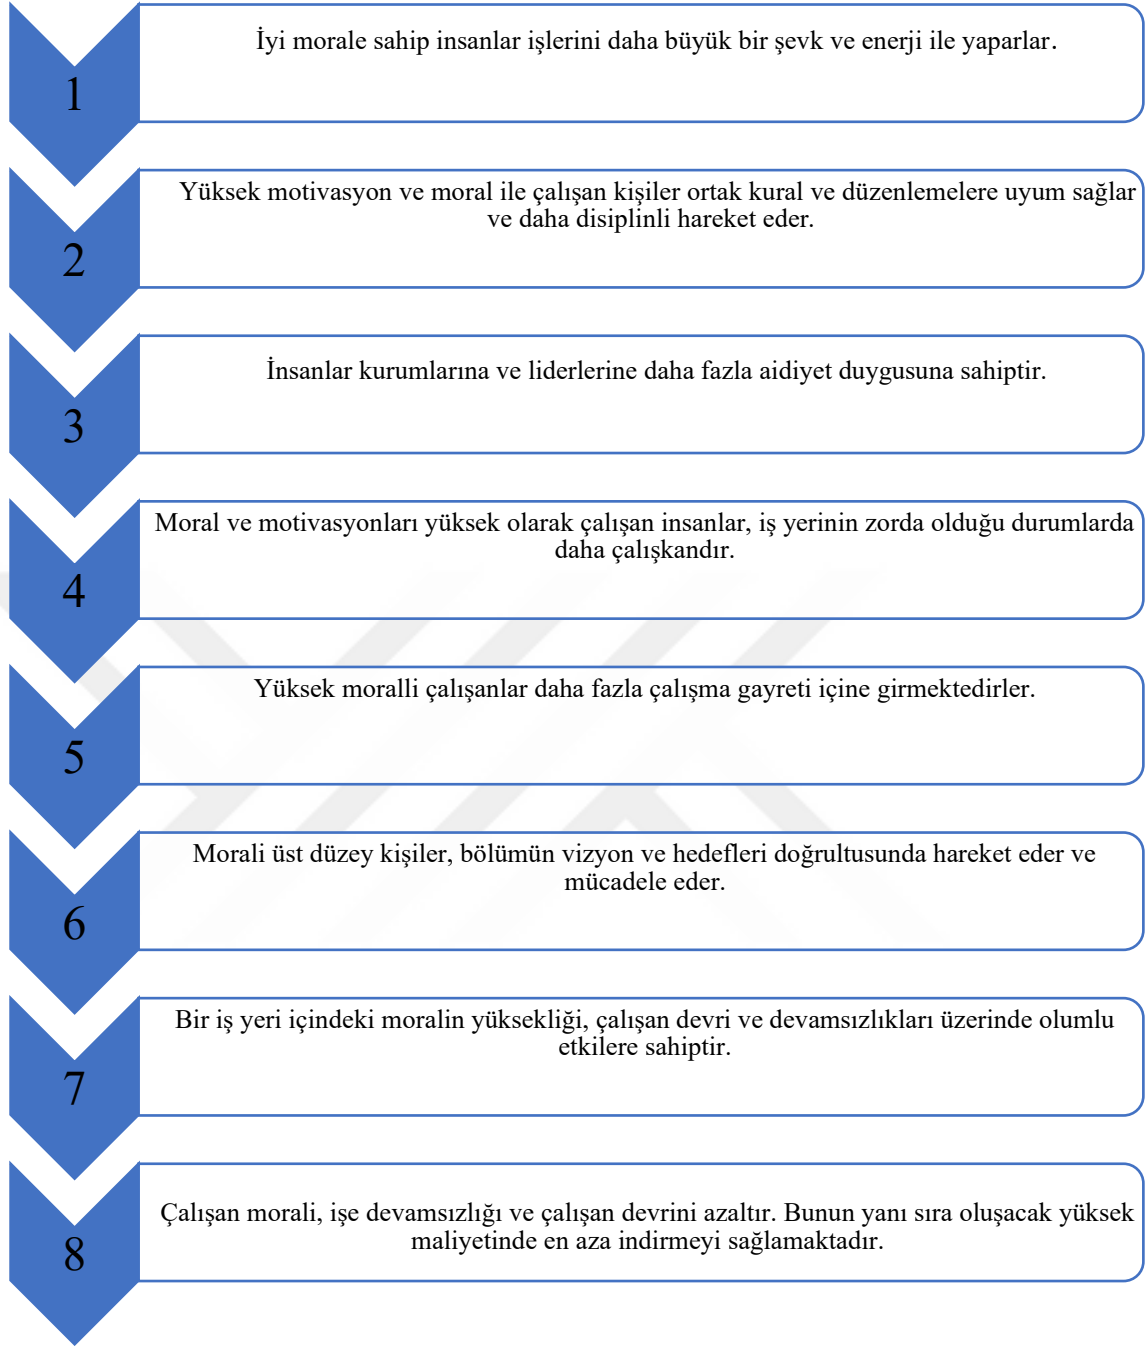 1
İyi morale sahip insanlar işlerini daha büyük bir şevk ve enerji ile yaparlar.
2
Yüksek motivasyon ve moral ile çalışan kişiler ortak kural ve düzenlemelere uyum sağlar
ve daha disiplinli hareket eder.
3
İnsanlar kurumlarına ve liderlerine daha fazla aidiyet duygusuna sahiptir.
4
Moral ve motivasyonları yüksek olarak çalışan insanlar, iş yerinin zorda olduğu durumlarda
daha çalışkandır.
5
Yüksek moralli çalışanlar daha fazla çalışma gayreti içine girmektedirler.
6
Morali üst düzey kişiler, bölümün vizyon ve hedefleri doğrultusunda hareket eder ve
mücadele eder.
7
Bir iş yeri içindeki moralin yüksekliği, çalışan devri ve devamsızlıkları üzerinde olumlu
etkilere sahiptir.
8
Çalışan morali, işe devamsızlığı ve çalışan devrini azaltır. Bunun yanı sıra oluşacak yüksek
maliyetinde en aza indirmeyi sağlamaktadır.